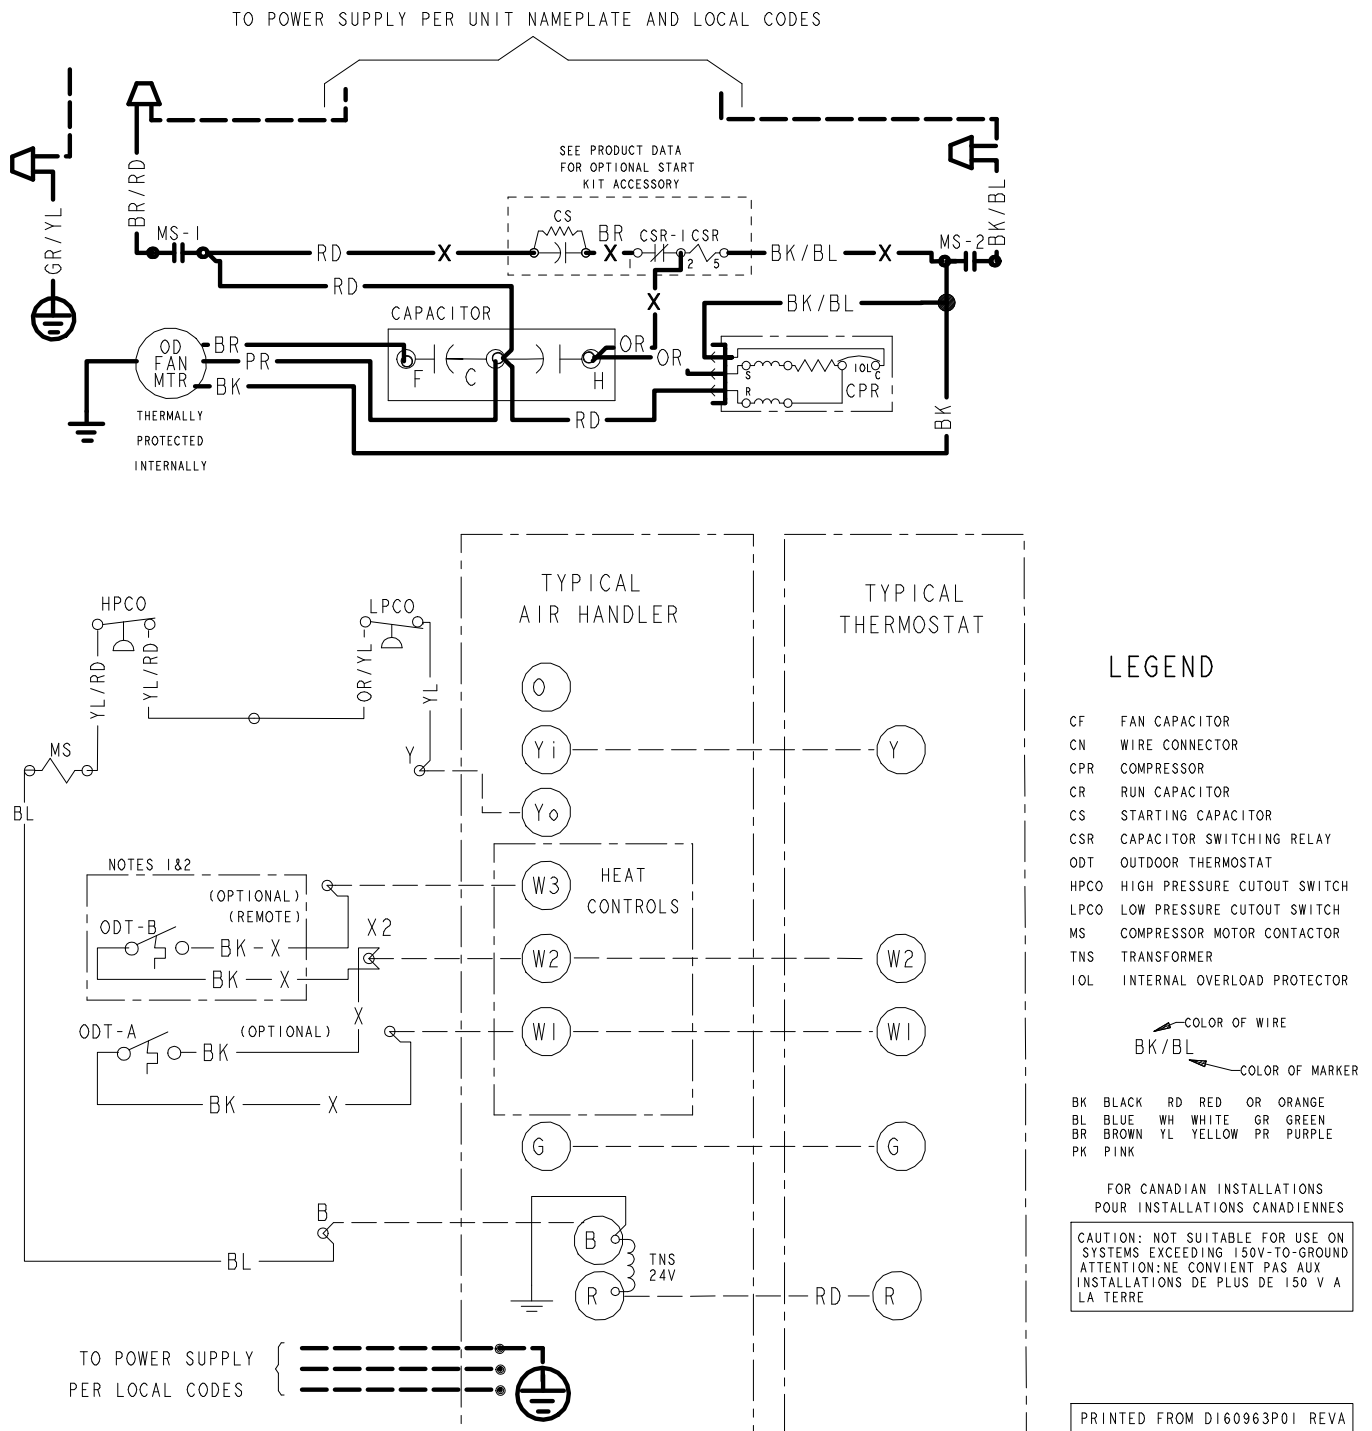 TO POWER SUPPLY PER UNIT NAMEPLATE AND LOCAL CODES
SEE PRODUCT DATA
FOR OPTIONAL START
KIT ACCESSORY
BR/RD
GR/YL
BK/BL
MS-1
RD
X
CS
BR
X
CSR-1
CSR
1
2
5
BK/BL
X
MS-2
RD
X
BK/BL
CAPACITOR
OD
FAN
MTR
BR
PR
BK
F
C
H
OR
OR
S
R
IOL
C
CPR
RD
BK
THERMALLY
PROTECTED
INTERNALLY
TYPICAL
AIR HANDLER
TYPICAL
THERMOSTAT
HPCO
LPCO
YL/RD
YL/RD
OR/YL
YL
MS
Y
BL
O
Yi
Y
Yo
HEAT
CONTROLS
W3
W2
W2
W1
W1
G
G
NOTES 1&2
(OPTIONAL)
(REMOTE)
ODT-B
BK-X
BK
X
X2
X
ODT-A
(OPTIONAL)
BK
BK
X
B
BL
B
R
TNS
24V
RD
R
TO POWER SUPPLY
PER LOCAL CODES
LEGEND
CF FAN CAPACITOR
CN WIRE CONNECTOR
CPR COMPRESSOR
CR RUN CAPACITOR
CS STARTING CAPACITOR
CSR CAPACITOR SWITCHING RELAY
ODT OUTDOOR THERMOSTAT
HPCO HIGH PRESSURE CUTOUT SWITCH
LPCO LOW PRESSURE CUTOUT SWITCH
MS COMPRESSOR MOTOR CONTACTOR
TNS TRANSFORMER
IOL INTERNAL OVERLOAD PROTECTOR
COLOR OF WIRE
BK/BL
COLOR OF MARKER
BK BLACK RD RED OR ORANGE
BL BLUE WH WHITE GR GREEN
BR BROWN YL YELLOW PR PURPLE
PK PINK
FOR CANADIAN INSTALLATIONS
POUR INSTALLATIONS CANADIENNES
CAUTION: NOT SUITABLE FOR USE ON
SYSTEMS EXCEEDING 150V-TO-GROUND
ATTENTION:NE CONVIENT PAS AUX
INSTALLATIONS DE PLUS DE 150 V A
LA TERRE
PRINTED FROM D160963P01 REVA